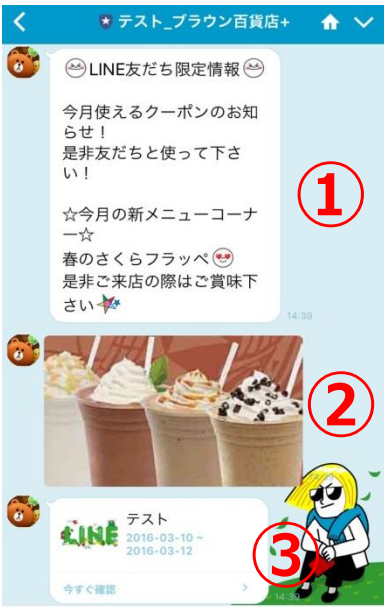 テスト_ブラウン百貨店+
LINE友だち限定情報
今月使えるクーポンのお知
らせ！
是非友だちと使って下さ
い！
☆今月の新メニューコーナ
ー☆
春のさくらフラッペ
是非ご来店の際はご賞味下
さい
14:39
①
②
LINE
テスト
2016-03-10 ~
2016-03-12
今すぐ確認
14:39
③